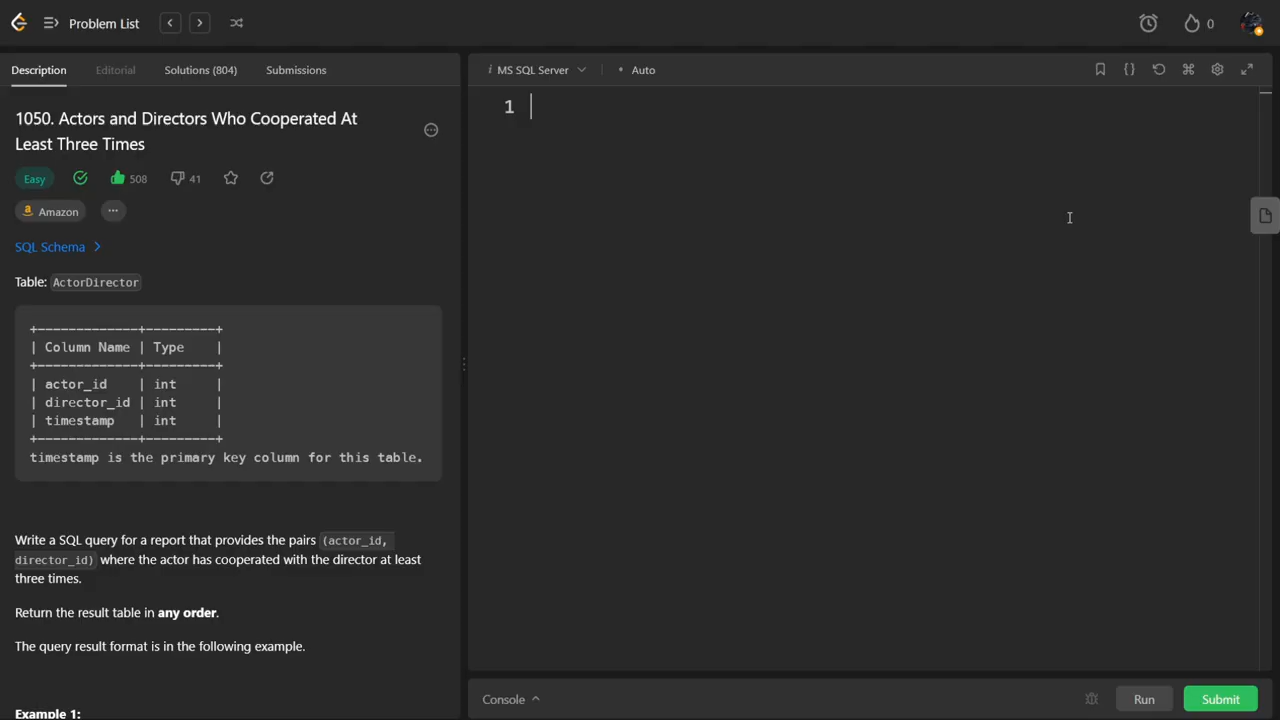 Problem List
0
Description Editorial Solutions (804) Submissions
i MS SQL Server • Auto
1
1050. Actors and Directors Who Cooperated At
Least Three Times
Easy 508 41
a Amazon
SQL Schema
Table: ActorDirector
+-------------+---------+
| Column Name | Type    |
+-------------+---------+
| actor_id    | int     |
| director_id | int     |
| timestamp   | int     |
+-------------+---------+
timestamp is the primary key column for this table.
Write a SQL query for a report that provides the pairs (actor_id,
director_id) where the actor has cooperated with the director at least
three times.
Return the result table in any order.
The query result format is in the following example.
Example 1:
Console Run Submit